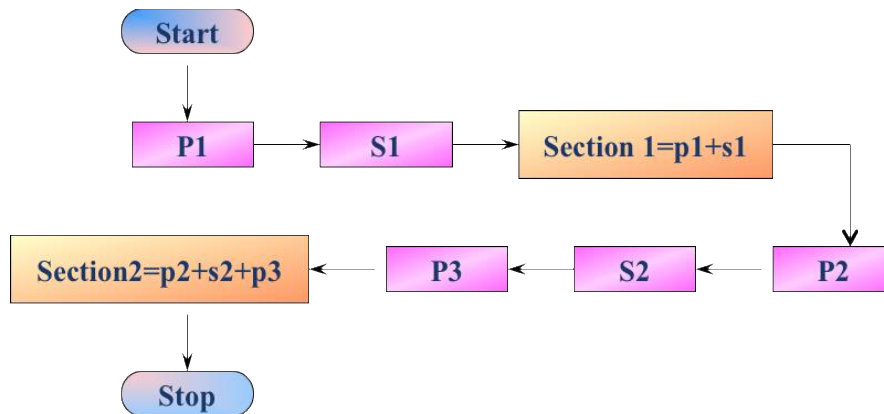 Start
P1
S1
Section 1=p1+s1
P2
S2
P3
Section2=p2+s2+p3
Stop